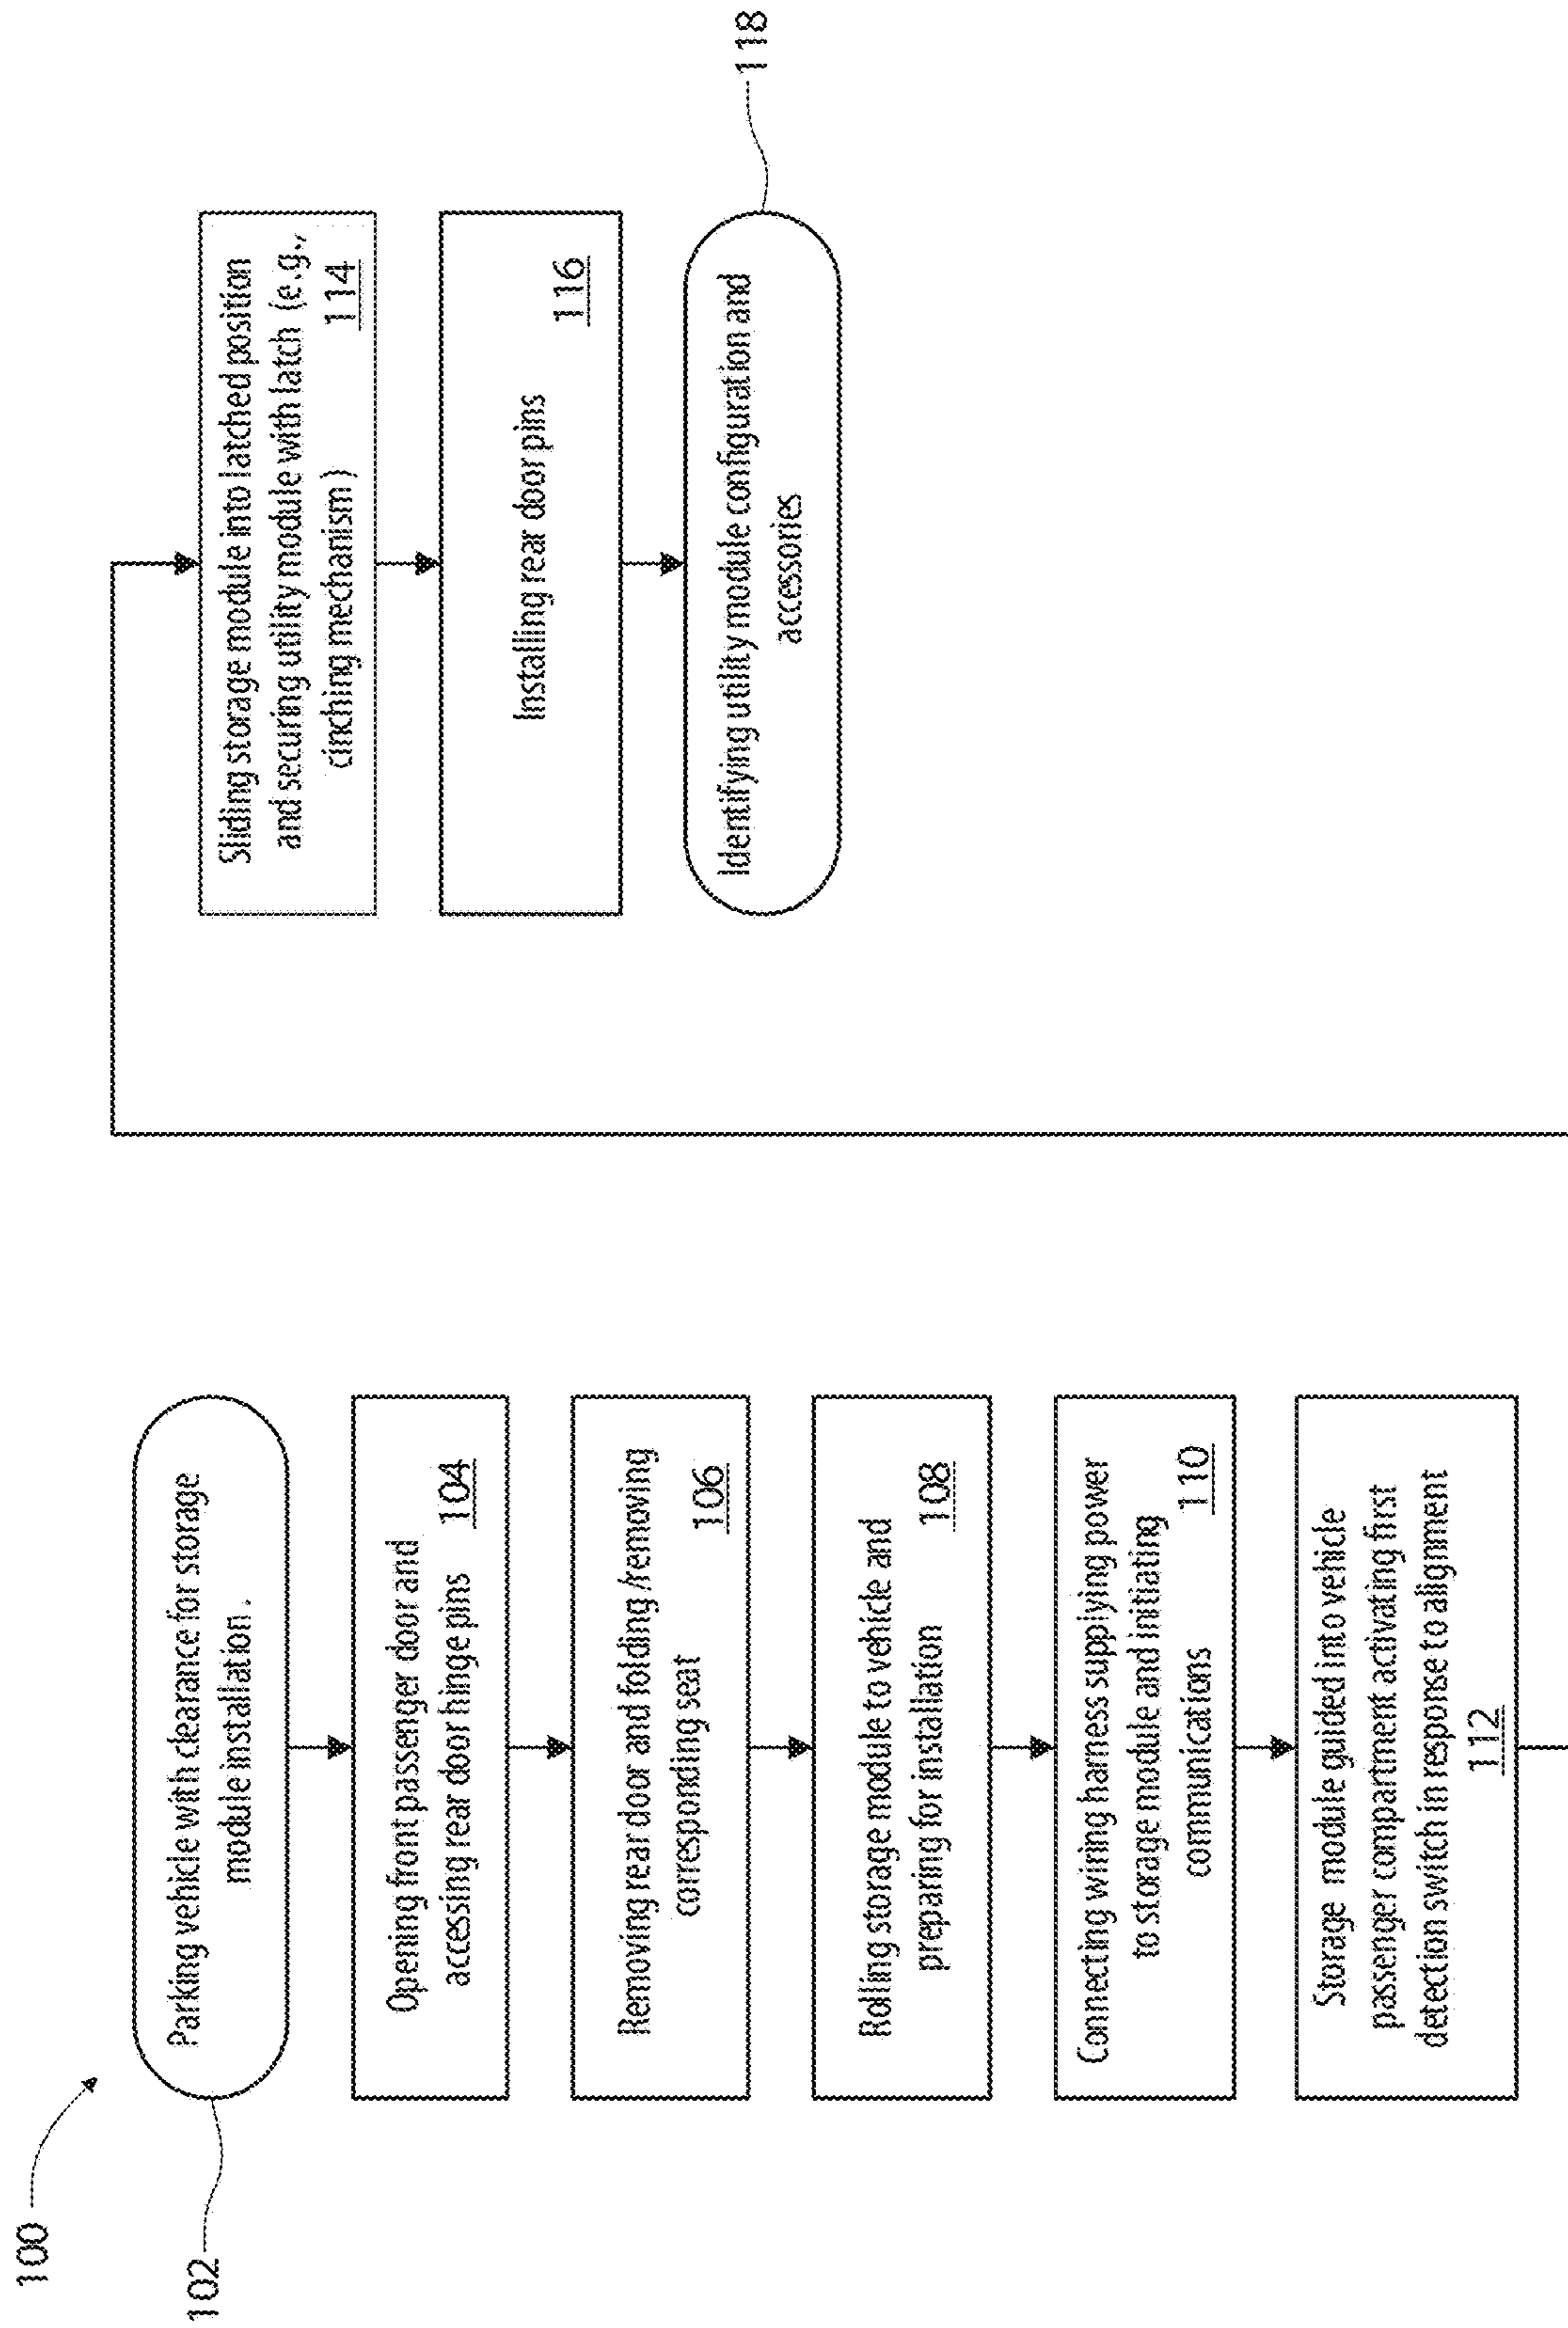 100
102
Parking vehicle with clearance for storage
module installation .
Opening front passenger door and
accessing rear door hinge pins
104
Removing rear door and folding /removing
corresponding seat
106
Rolling storage module to vehicle and
preparing for installation
108
Connecting wiring harness supplying power
to storage module and initiating
communications
110
Storage module guided into vehicle
passenger compartment activating first
detection switch in response to alignment
112
Sliding storage module into latched position
and securing utility module with latch (e.g.,
cinching mechanism )
114
Installing rear door pins
116
Identifying utility module configuration and
accessories
118